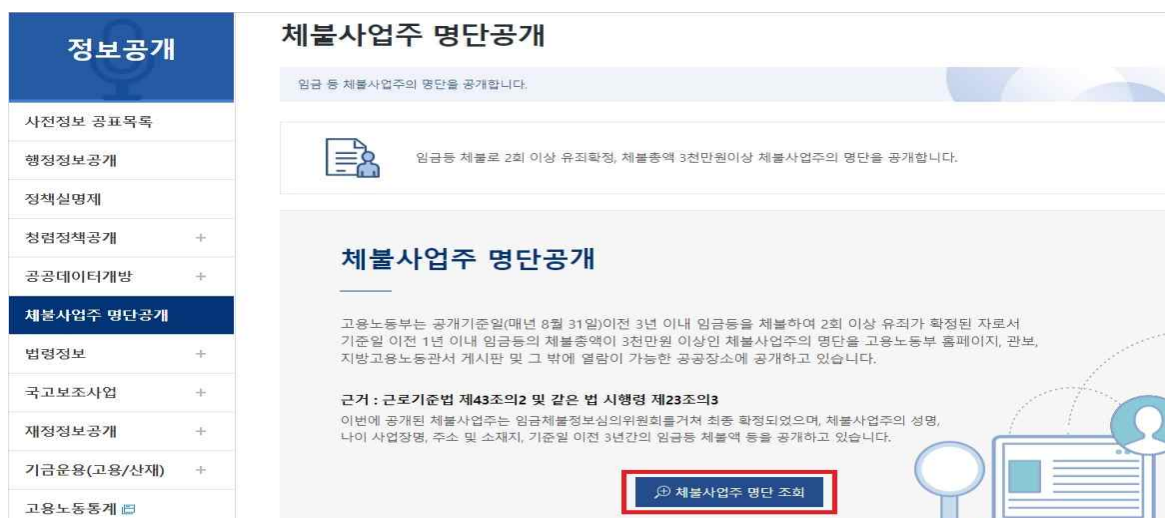 정보공개
사전정보 공표목록
행정정보공개
정책실명제
청렴정책공개
공공데이터개방
체불사업주 명단공개
법령정보
국고보조사업
재정정보공개
기금운용(고용/산재)
고용노동통계
체불사업주 명단공개
임금 등 체불사업주의 명단을 공개합니다.
임금등 체불로 2회 이상 유죄확정, 체불총액 3천만원이상 체불사업주의 명단을 공개합니다.
체불사업주 명단공개
고용노동부는 공개기준일(매년 8월 31일)이전 3년 이내 임금등을 체불하여 2회 이상 유죄가 확정된 자로서
기준일 이전 1년 이내 임금등의 체불총액이 3천만원 이상인 체불사업주의 명단을 고용노동부 홈페이지, 관보,
지방고용노동관서 게시판 및 그 밖에 열람이 가능한 공공장소에 공개하고 있습니다.
근거 : 근로기준법 제43조의2 및 같은 법 시행령 제23조의3
이번에 공개된 체불사업주는 임금체불정보심의위원회를거쳐 최종 확정되었으며, 체불사업주의 성명,
나이 사업장명, 주소 및 소재지, 기준일 이전 3년간의 임금등 체불액 등을 공개하고 있습니다.
체불사업주 명단 조회